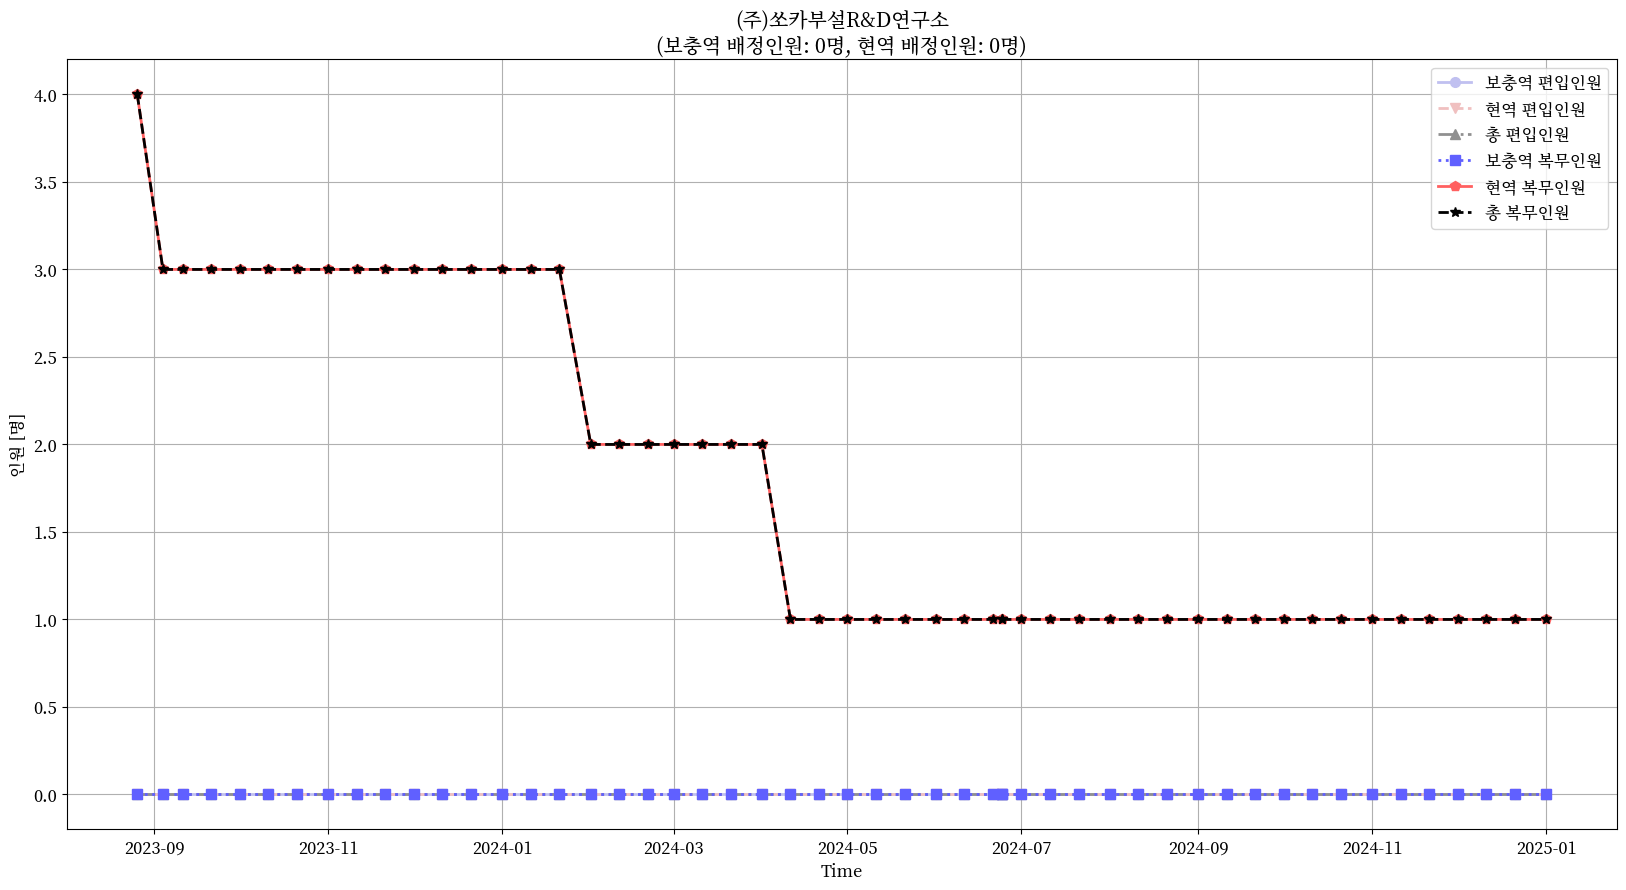 (주)쏘카부설R&D연구소
(보충역 배정인원: 0명, 현역 배정인원: 0명)
보충역 편입인원
현역 편입인원
총 편입인원
보충역 복무인원
현역 복무인원
총 복무인원
인원 [명]
4.0
3.5
3.0
2.5
2.0
1.5
1.0
0.5
0.0
2023-09
2023-11
2024-01
2024-03
2024-05
2024-07
2024-09
2024-11
2025-01
Time